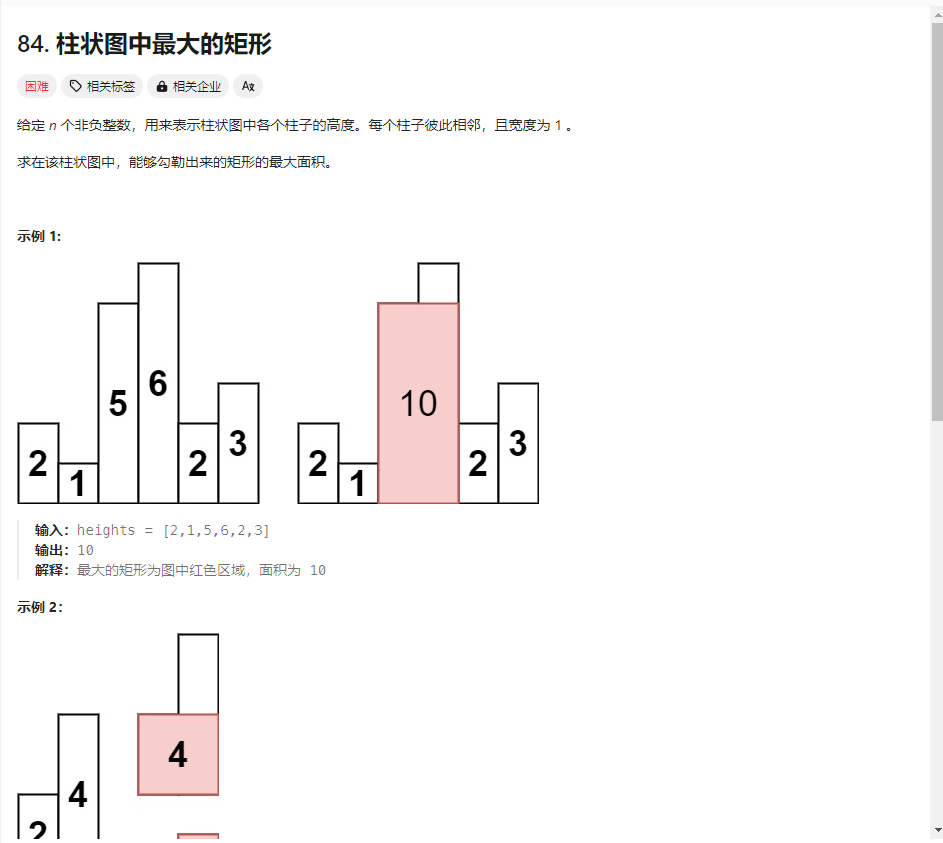 84. 柱状图中最大的矩形
困难 相关标签 相关企业 Aあ
给定 n 个非负整数，用来表示柱状图中各个柱子的高度。每个柱子彼此相邻，且宽度为 1 。
求在该柱状图中，能够勾勒出来的矩形的最大面积。
示例 1:
2 1 5 6 2 3
2 1 10 2 3
输入：heights = [2,1,5,6,2,3]
输出：10
解释：最大的矩形为图中红色区域，面积为 10
示例 2：
4
2 4